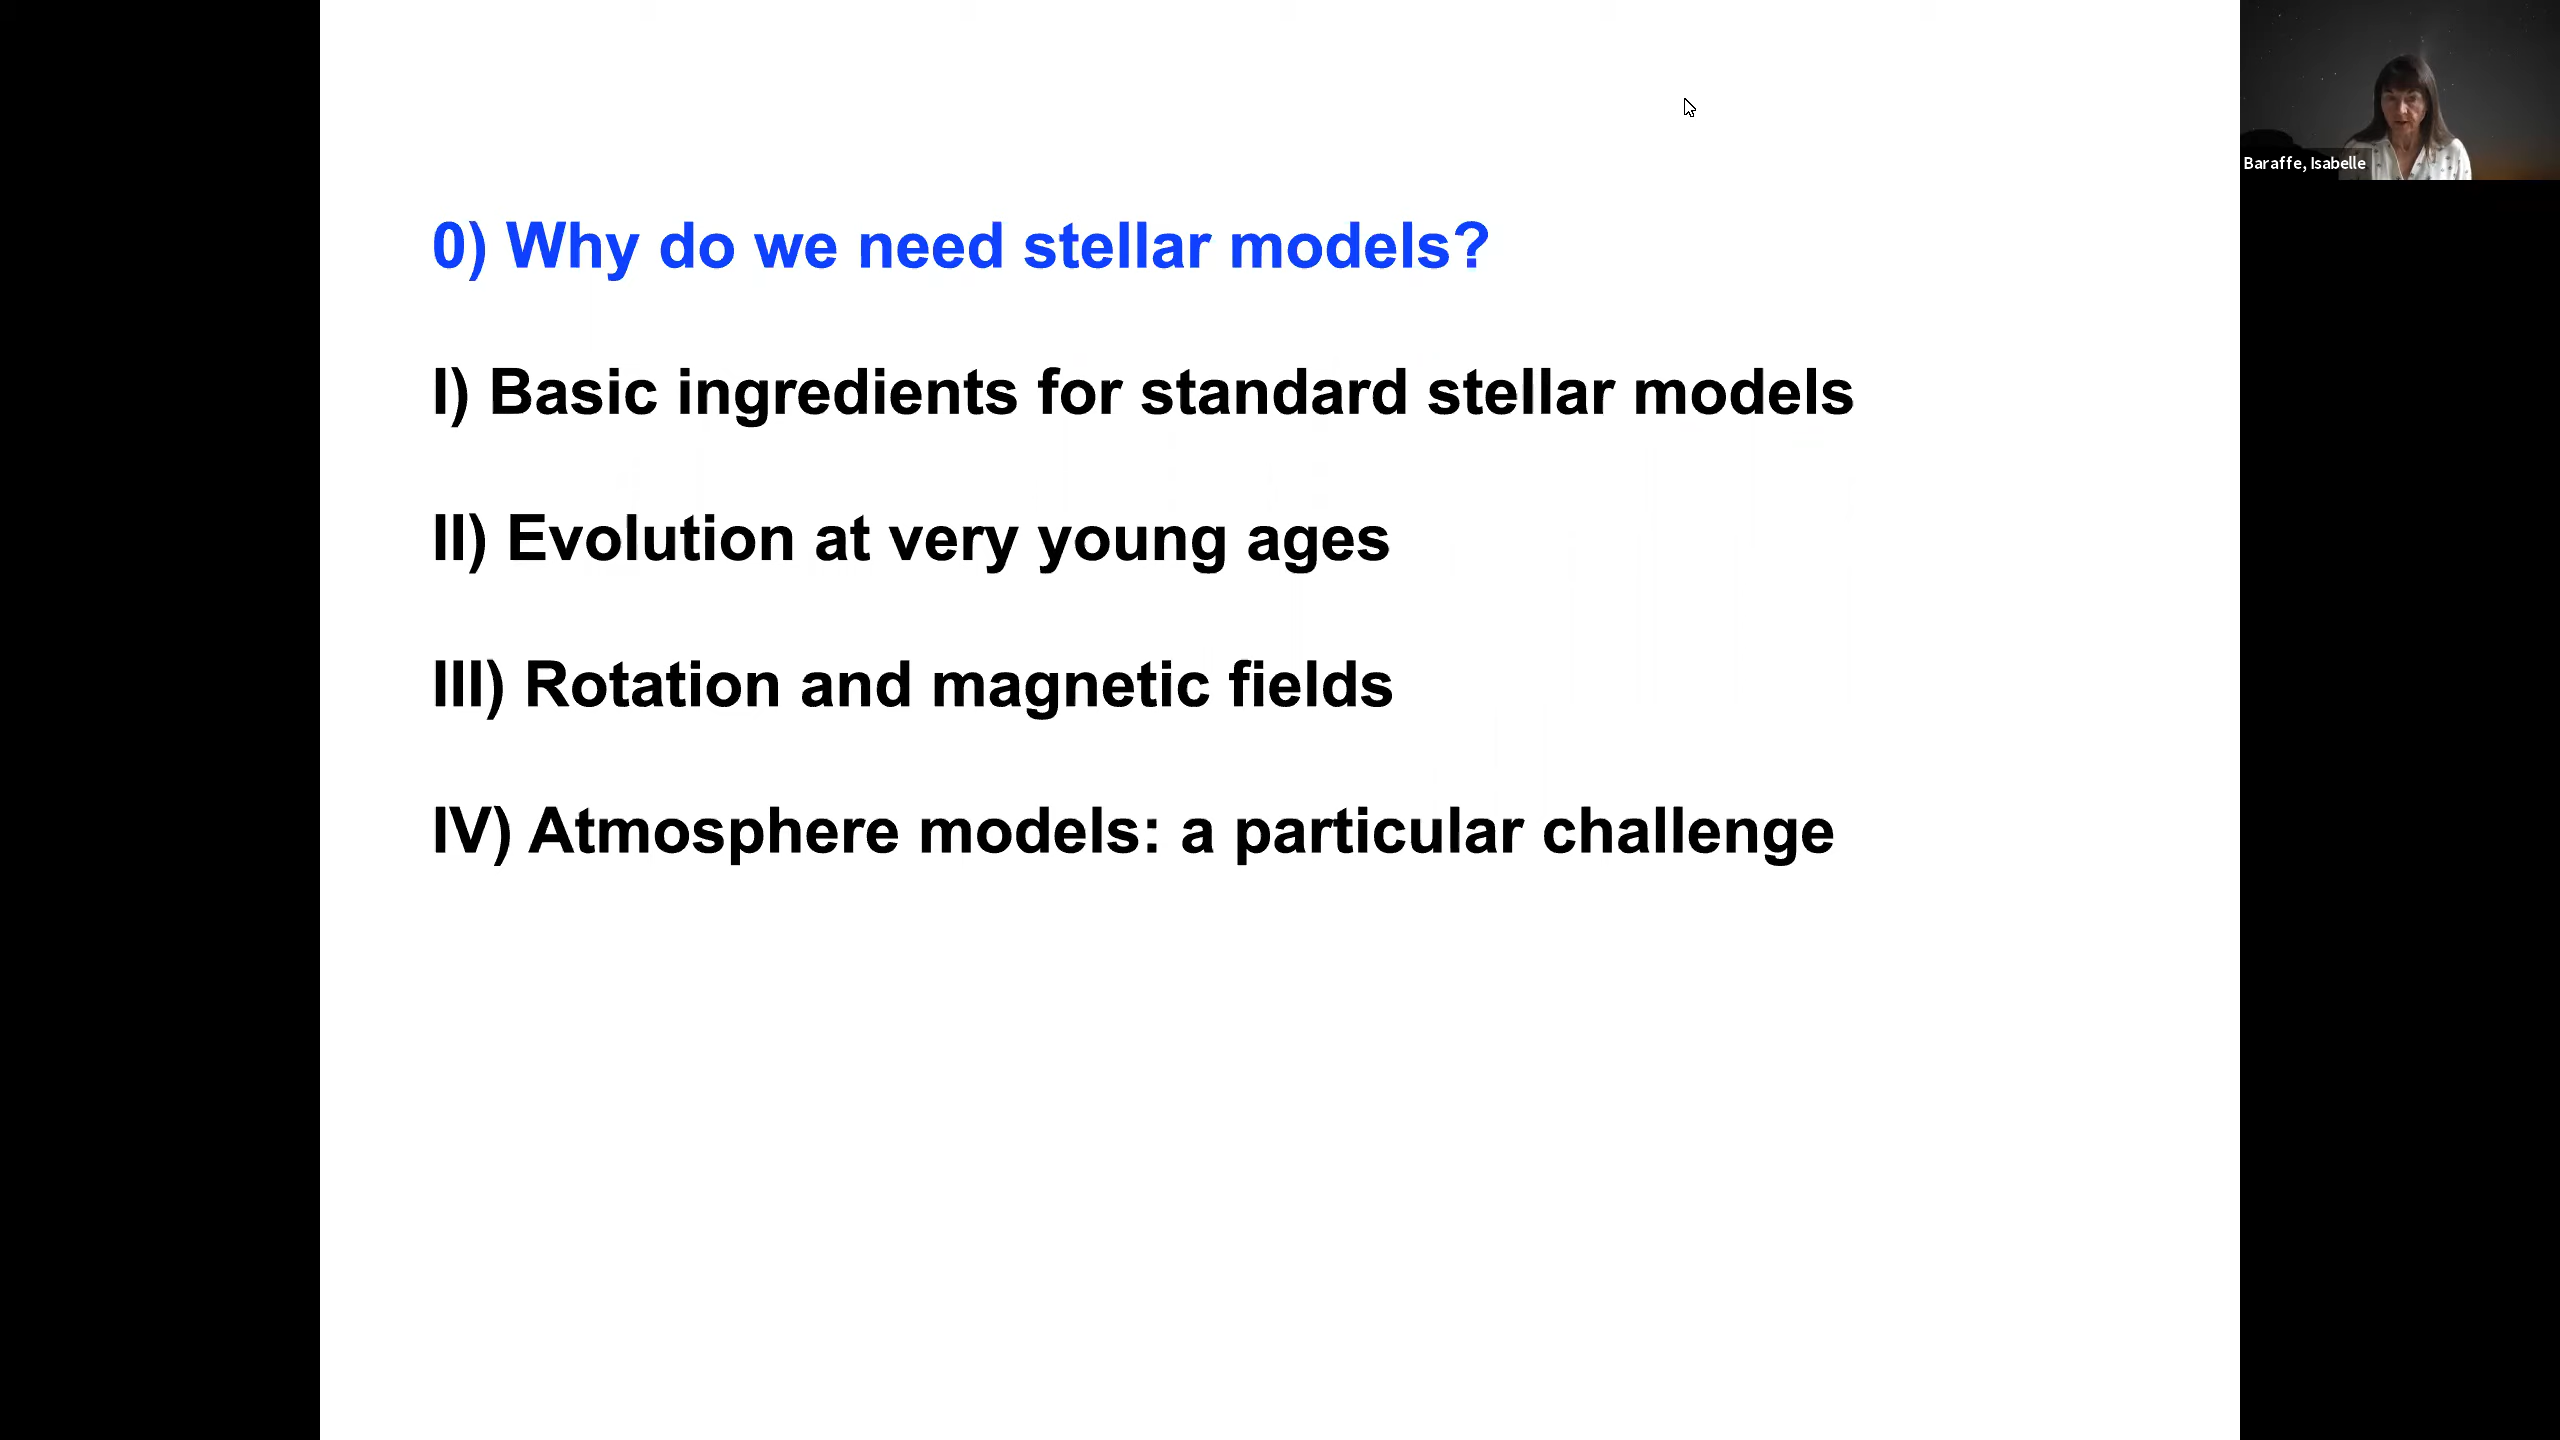 0) Why do we need stellar models?
I) Basic ingredients for standard stellar models
II) Evolution at very young ages
III) Rotation and magnetic fields
IV) Atmosphere models: a particular challenge
Baraffe, Isabelle